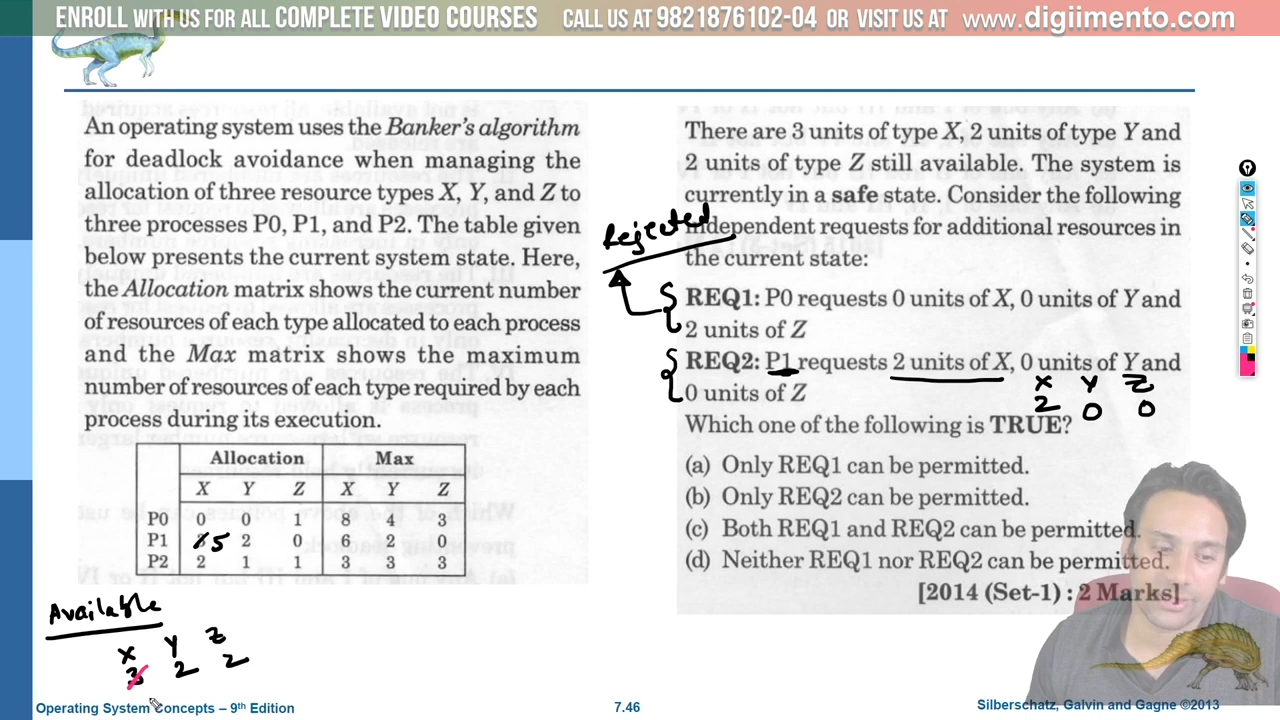 ENROLL WITH US FOR ALL COMPLETE VIDEO COURSES CALL US AT 9821876102-04 OR VISIT US AT www.digiimento.com
An operating system uses the Banker's algorithm
for deadlock avoidance when managing the
allocation of three resource types X, Y, and Z to
three processes P0, P1, and P2. The table given
below presents the current system state. Here,
the Allocation matrix shows the current number
of resources of each type allocated to each process
and the Max matrix shows the maximum
number of resources of each type required by each
process during its execution.
Allocation Max
X Y Z X Y Z
P0 0 0 1 8 4 3
P1 5 2 0 6 2 0
P2 2 1 1 3 3 3
Available
X Y Z
3 2 2
There are 3 units of type X, 2 units of type Y and
2 units of type Z still available. The system is
currently in a safe state. Consider the following
independent requests for additional resources in
the current state:
Rejected
REQ1: P0 requests 0 units of X, 0 units of Y and
2 units of Z
REQ2: P1 requests 2 units of X, 0 units of Y and
0 units of Z
X Y Z
2 0 0
Which one of the following is TRUE?
(a) Only REQ1 can be permitted.
(b) Only REQ2 can be permitted.
(c) Both REQ1 and REQ2 can be permitted.
(d) Neither REQ1 nor REQ2 can be permitted.
[2014 (Set-1) : 2 Marks]
Operating System Concepts – 9th Edition 7.46 Silberschatz, Galvin and Gagne ©2013